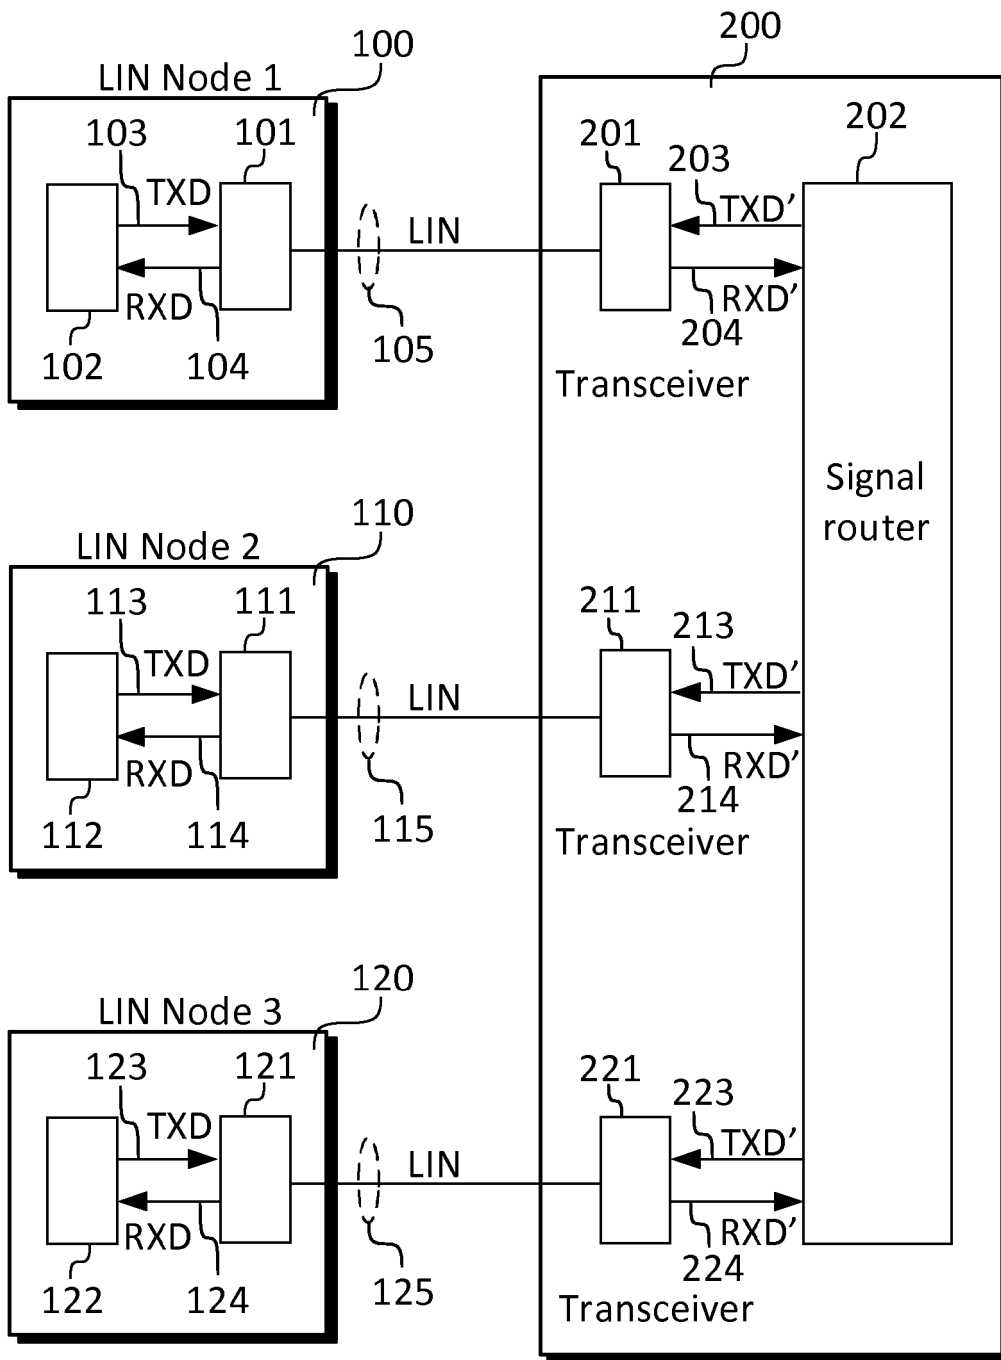 200
100
LIN Node 1
103
101
201
203
202
TXD
TXD’
LIN
RXD
RXD’
102
104
105
204
Transceiver
Signal
router
110
LIN Node 2
113
111
211
213
TXD
TXD’
LIN
RXD
RXD’
112
114
115
214
Transceiver
120
LIN Node 3
123
121
221
223
TXD
TXD’
LIN
RXD
RXD’
122
124
125
224
Transceiver